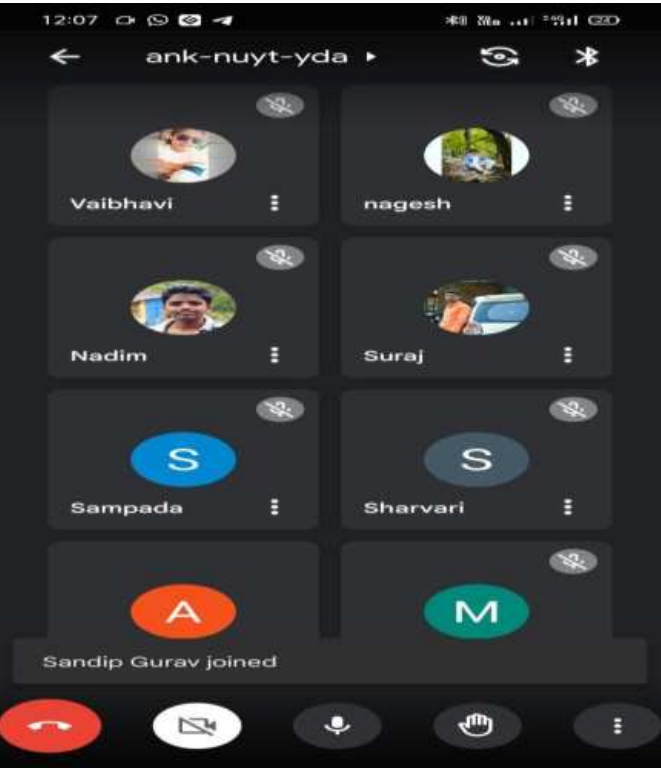 12:07
ank-nuyt-yda
Vaibhavi
nagesh
Nadim
Suraj
S
S
Sampada
Sharvari
A
M
Sandip Gurav joined